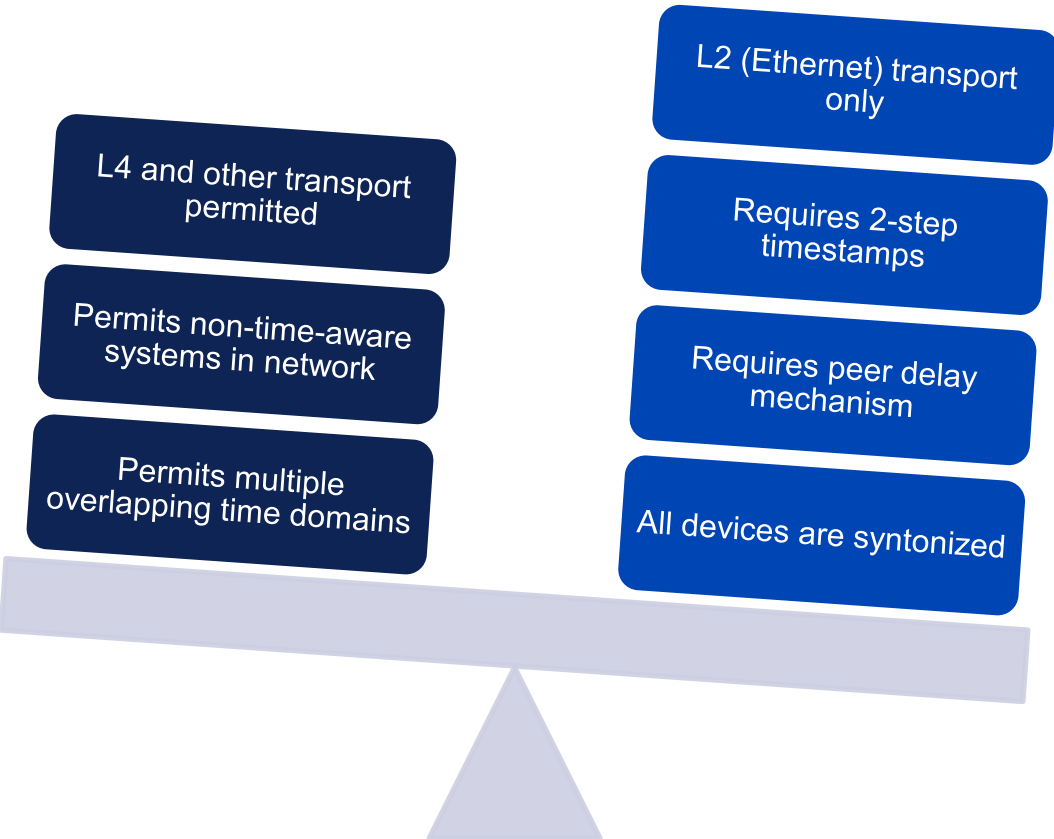 L4 and other transport
permitted
Permits non-time-aware
systems in network
Permits multiple
overlapping time domains
L2 (Ethernet) transport
only
Requires 2-step
timestamps
Requires peer delay
mechanism
All devices are syntonized